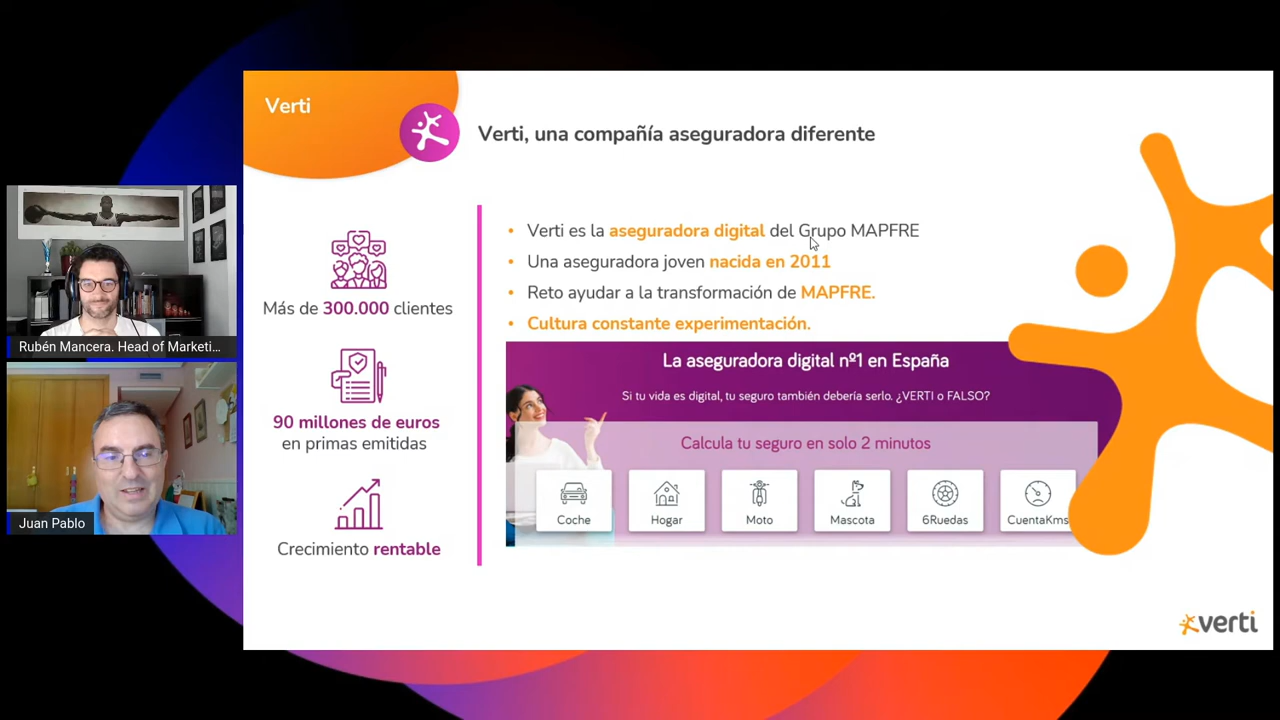 Verti
Verti, una compañía aseguradora diferente
Rubén Mancera. Head of Marketi...
Juan Pablo
Más de 300.000 clientes
90 millones de euros
en primas emitidas
Crecimiento rentable
• Verti es la aseguradora digital del Grupo MAPFRE
• Una aseguradora joven nacida en 2011
• Reto ayudar a la transformación de MAPFRE.
• Cultura constante experimentación.
La aseguradora digital nº1 en España
Si tu vida es digital, tu seguro también debería serlo. ¿VERTI o FALSO?
Calcula tu seguro en solo 2 minutos
Coche Hogar Moto Mascota 6Ruedas CuentaKms
verti